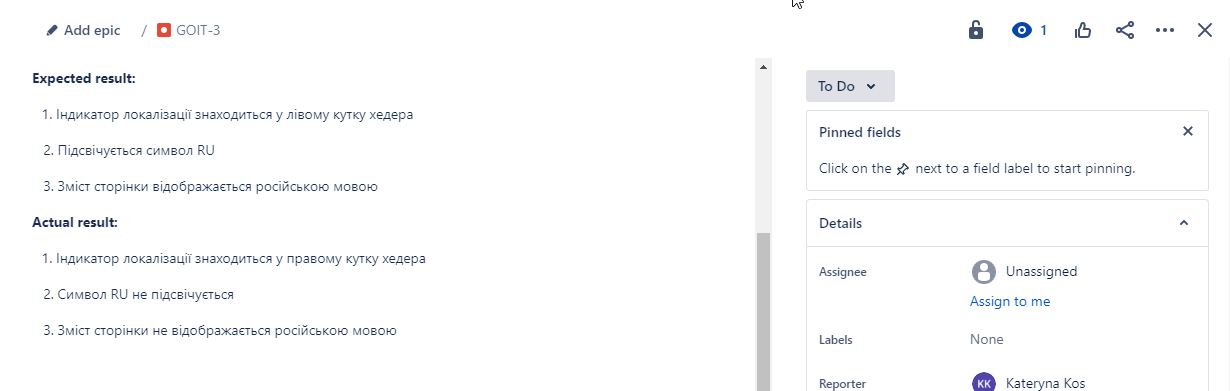 Add epic / GOIT-3
1
Expected result:
1. Індикатор локалізації знаходиться у лівому кутку хедера
2. Підсвічується символ RU
3. Зміст сторінки відображається російською мовою
Actual result:
1. Індикатор локалізації знаходиться у правому кутку хедера
2. Символ RU не підсвічується
3. Зміст сторінки не відображається російською мовою
To Do
Pinned fields
Click on the next to a field label to start pinning.
Details
Assignee
Unassigned
Assign to me
Labels
None
Reporter
KK Kateryna Kos